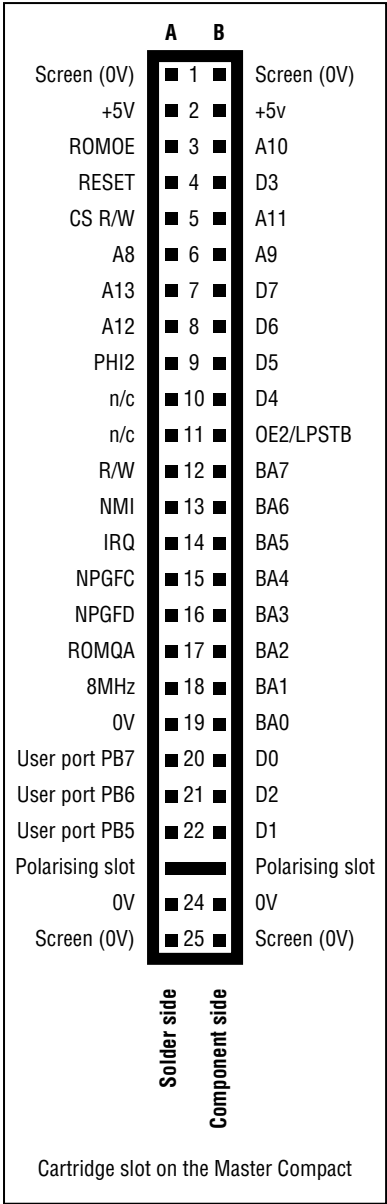 A B
Screen (0V) 1 Screen (0V)
+5V 2 +5v
ROMOE 3 A10
RESET 4 D3
CS R/W 5 A11
A8 6 A9
A13 7 D7
A12 8 D6
PHI2 9 D5
n/c 10 D4
n/c 11 OE2/LPSTB
R/W 12 BA7
NMI 13 BA6
IRQ 14 BA5
NPGFC 15 BA4
NPGFD 16 BA3
ROMQA 17 BA2
8MHz 18 BA1
0V 19 BA0
User port PB7 20 D0
User port PB6 21 D2
User port PB5 22 D1
Polarising slot Polarising slot
0V 24 0V
Screen (0V) 25 Screen (0V)
Solder side
Component side
Cartridge slot on the Master Compact